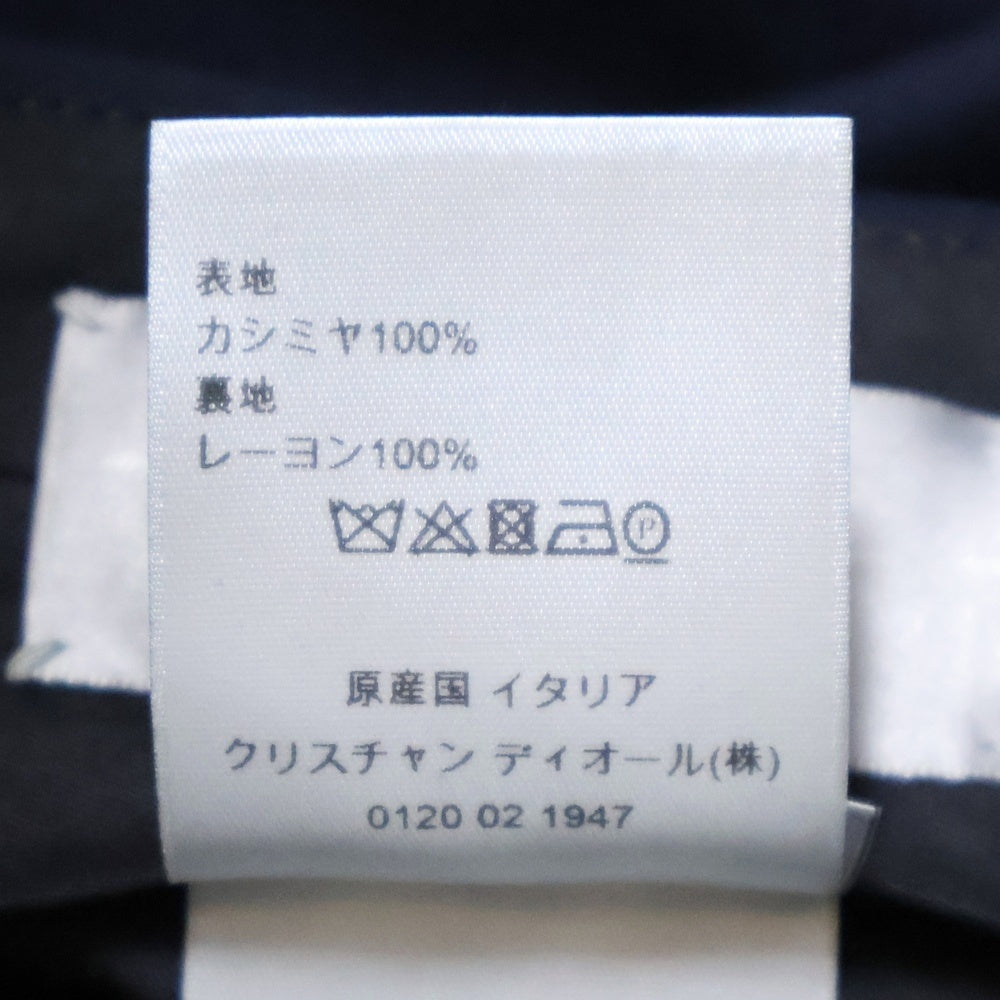 表地
カシミヤ100%
裏地
レーヨン100%
P
原産国 イタリア
クリスチャン ディオール(株)
0120 02 1947